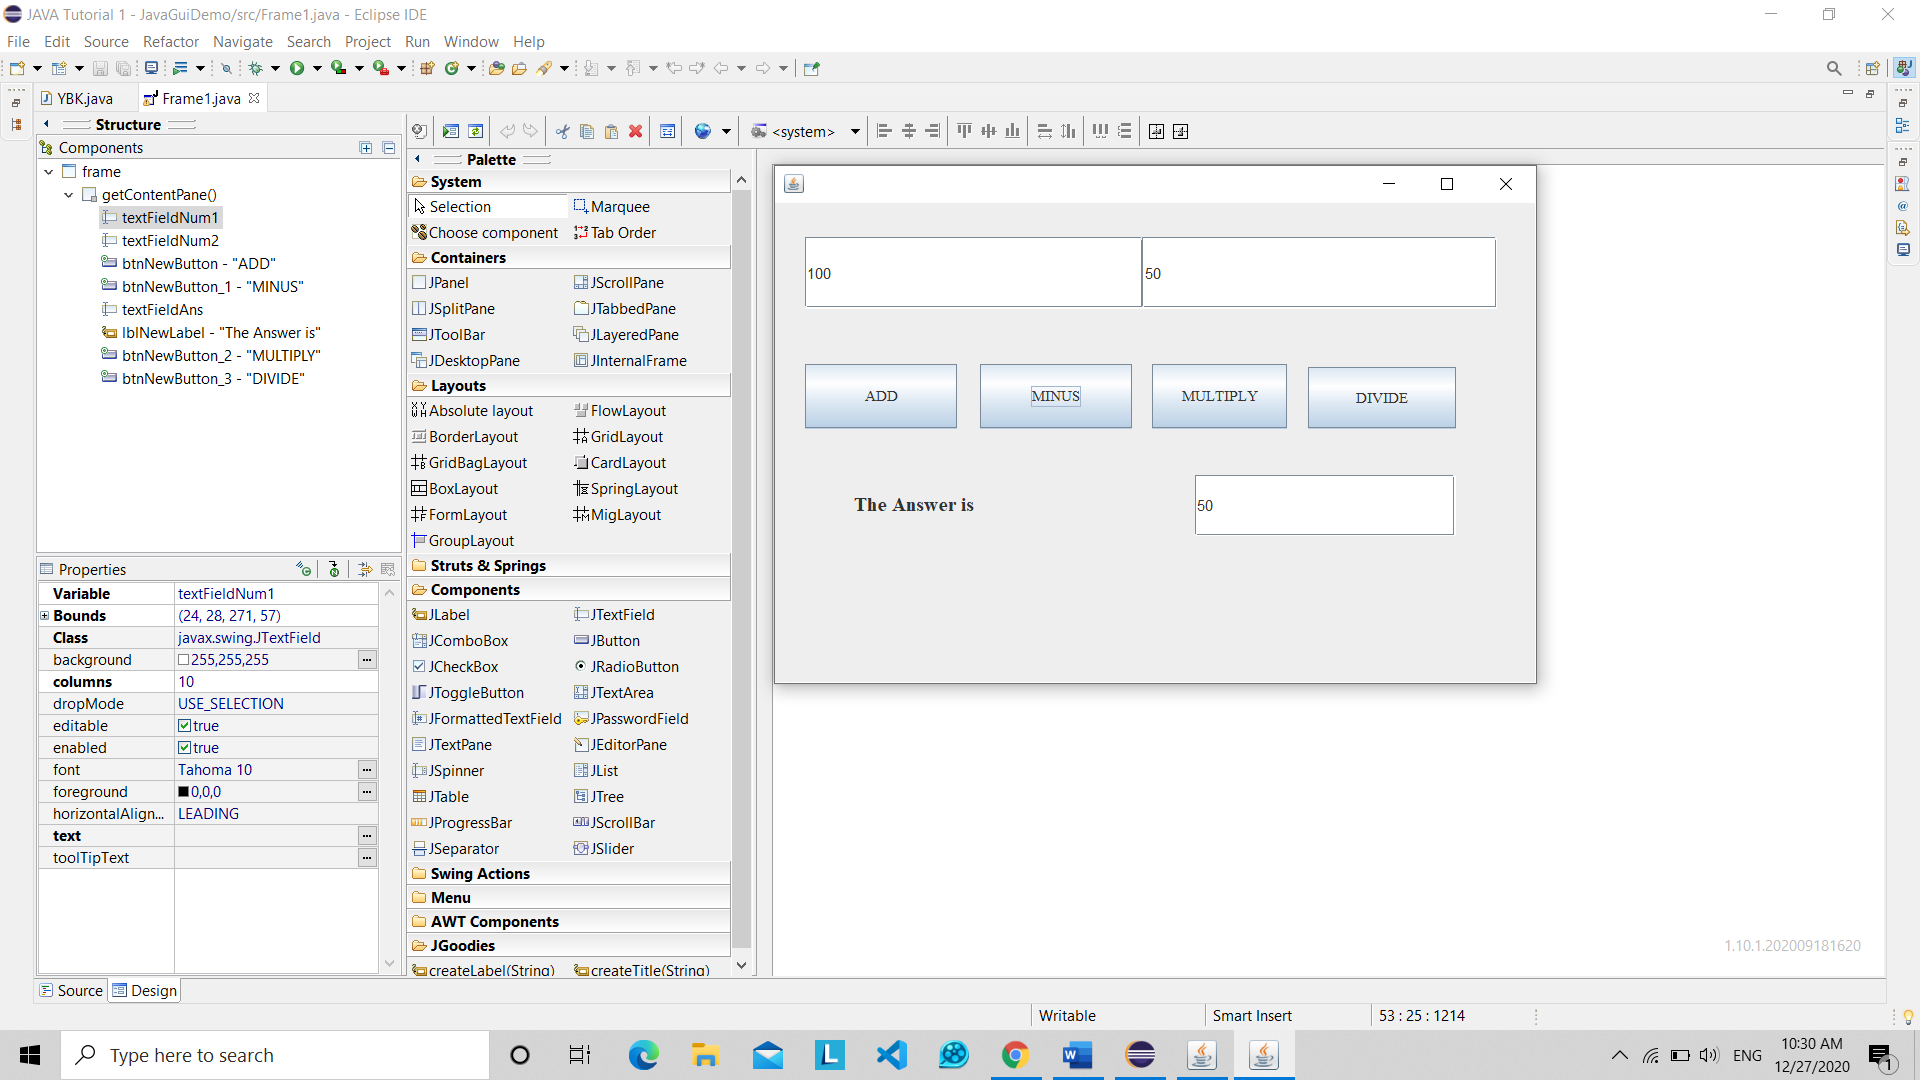 JAVA Tutorial 1 - JavaGuiDemo/src/Frame1.java - Eclipse IDE
File Edit Source Refactor Navigate Search Project Run Window Help
YBK.java Frame1.java
Structure
Components
frame
getContentPane()
textFieldNum1
textFieldNum2
btnNewButton - "ADD"
btnNewButton_1 - "MINUS"
textFieldAns
lblNewLabel - "The Answer is"
btnNewButton_2 - "MULTIPLY"
btnNewButton_3 - "DIVIDE"
Properties
Variable textFieldNum1
Bounds (24, 28, 271, 57)
Class javax.swing.JTextField
background 255,255,255
columns 10
dropMode USE_SELECTION
editable true
enabled true
font Tahoma 10
foreground 0,0,0
horizontalAlign... LEADING
text
toolTipText
Source Design
<system>
Palette
System
Selection Marquee
Choose component Tab Order
Containers
JPanel JScrollPane
JSplitPane JTabbedPane
JToolBar JLayeredPane
JDesktopPane JInternalFrame
Layouts
Absolute layout FlowLayout
BorderLayout GridLayout
GridBagLayout CardLayout
BoxLayout SpringLayout
FormLayout MigLayout
GroupLayout
Struts & Springs
Components
JLabel JTextField
JComboBox JButton
JCheckBox JRadioButton
JToggleButton JTextArea
JFormattedTextField JPasswordField
JTextPane JEditorPane
JSpinner JList
JTable JTree
JProgressBar JScrollBar
JSeparator JSlider
Swing Actions
Menu
AWT Components
JGoodies
createLabel(String) createTitle(String)
100 50
ADD MINUS MULTIPLY DIVIDE
The Answer is 50
1.10.1.202009181620
Writable Smart Insert 53 : 25 : 1214
Type here to search
ENG
10:30 AM
12/27/2020
1